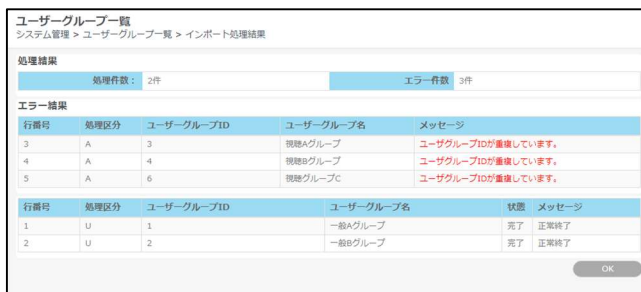 ユーザーグループ一覧
システム管理 > ユーザーグループ一覧 > インポート処理結果
処理結果
処理件数： 2件 エラー件数 3件
エラー結果
行番号 処理区分 ユーザーグループID ユーザーグループ名 メッセージ
3 A 3 視聴Aグループ ユーザグループIDが重複しています。
4 A 4 視聴Bグループ ユーザグループIDが重複しています。
5 A 6 視聴グループC ユーザグループIDが重複しています。
行番号 処理区分 ユーザーグループID ユーザーグループ名 状態 メッセージ
1 U 1 一般Aグループ 完了 正常終了
2 U 2 一般Bグループ 完了 正常終了
OK